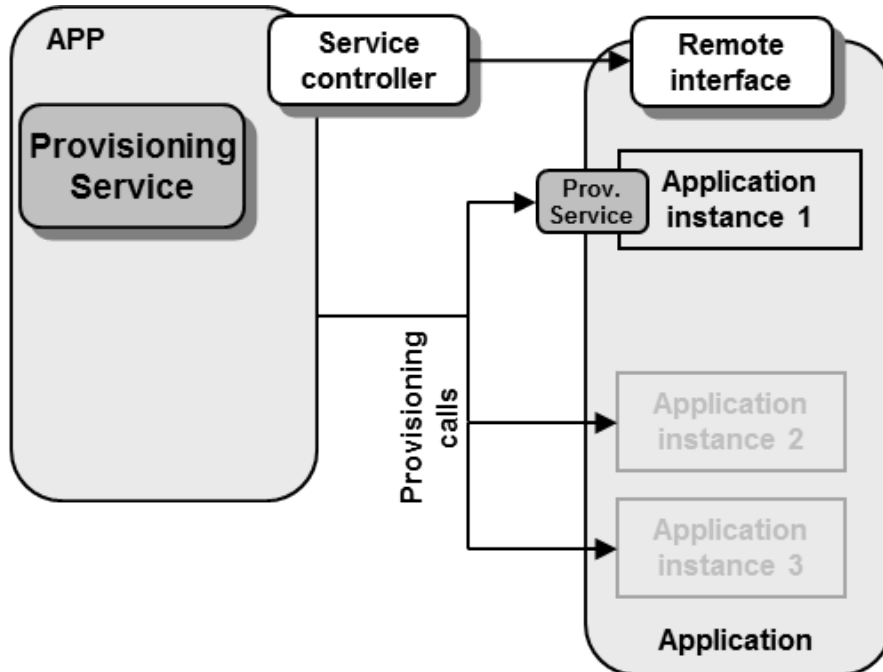 APP
Service
controller
Remote
interface
Provisioning
Service
Prov.
Service
Application
instance 1
Provisioning
calls
Application
instance 2
Application
instance 3
Application